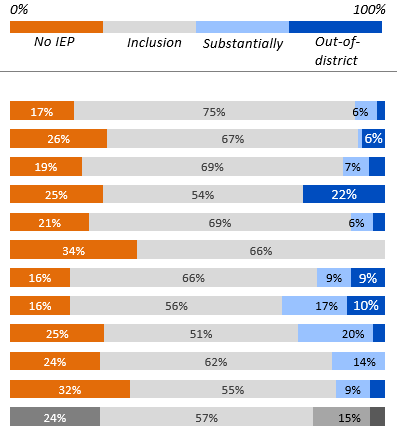 0% 100%
No IEP Inclusion Substantially Out-of-
district
17% 75% 6%
26% 67% 6%
19% 69% 7%
25% 54% 22%
21% 69% 6%
34% 66%
16% 66% 9% 9%
16% 56% 17% 10%
25% 51% 20%
24% 62% 14%
32% 55% 9%
24% 57% 15%